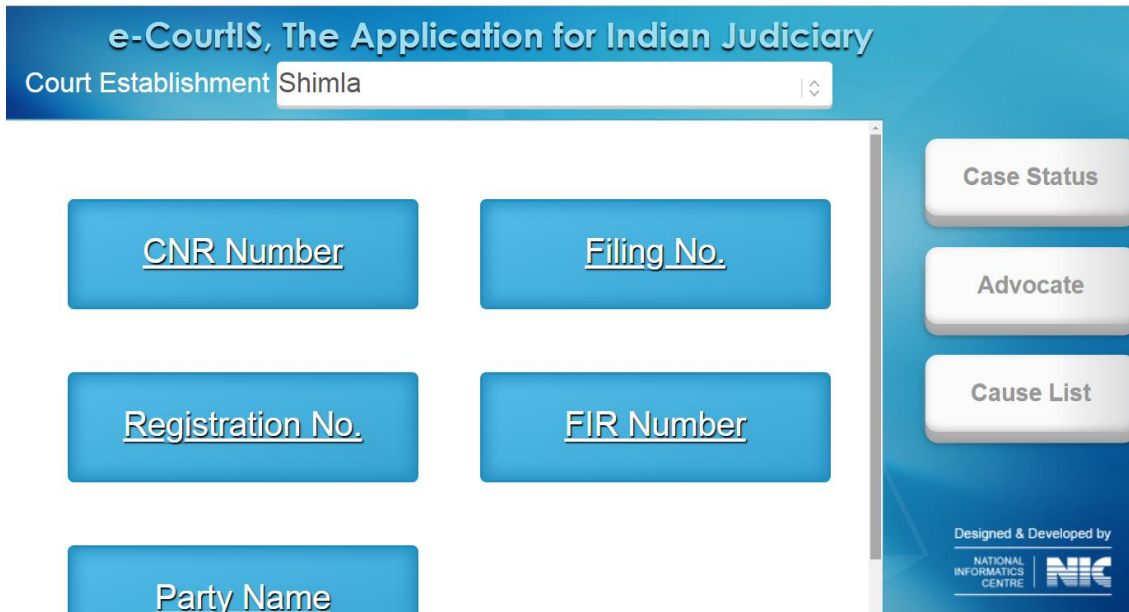 e-CourtIS, The Application for Indian Judiciary
Court Establishment Shimla
CNR Number
Filing No.
Registration No.
FIR Number
Party Name
Case Status
Advocate
Cause List
Designed & Developed by
NATIONAL
INFORMATICS
CENTRE
NIC